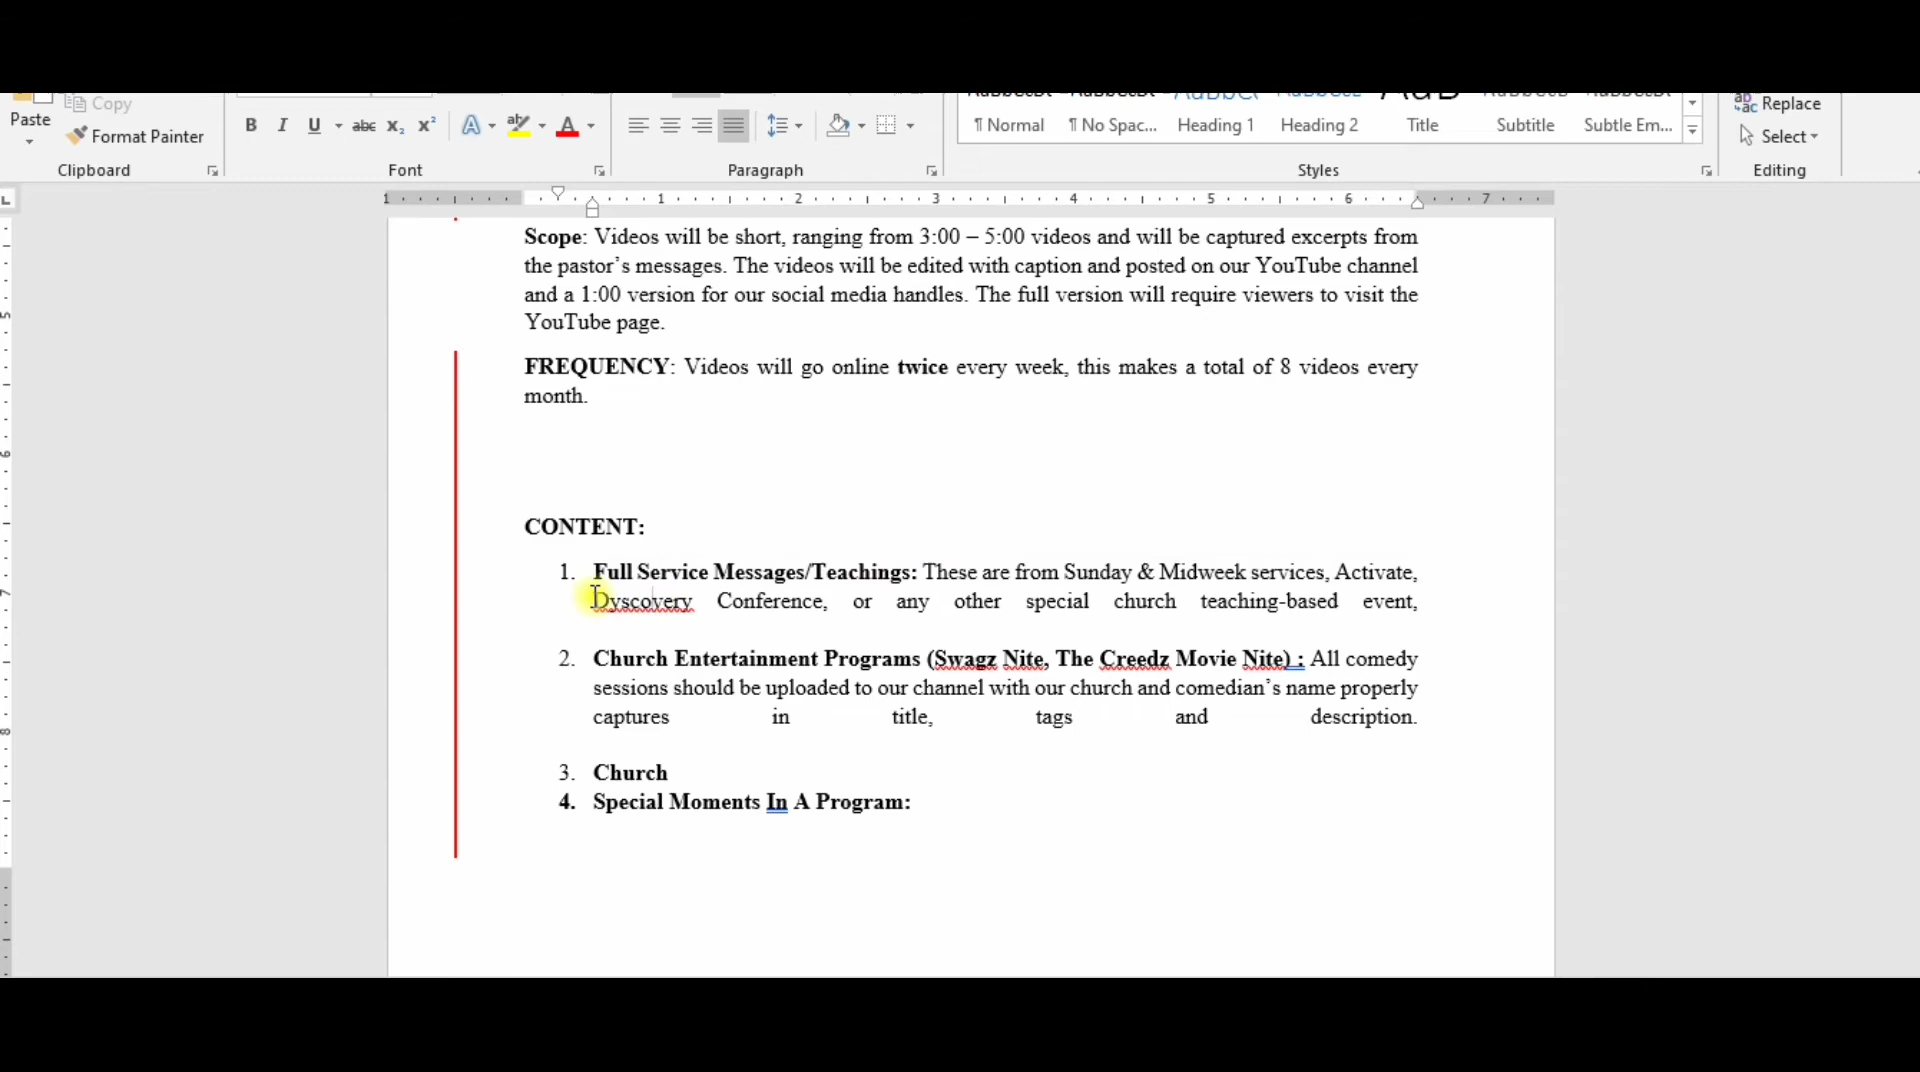 Copy
Replace
Paste
Format Painter
B I U abc X₂ X² A A
¶ Normal ¶ No Spac... Heading 1 Heading 2 Title Subtitle Subtle Em...
Select
Clipboard Font Paragraph Styles Editing
1 1 2 3 4 5 6 7
Scope: Videos will be short, ranging from 3:00 – 5:00 videos and will be captured excerpts from
the pastor’s messages. The videos will be edited with caption and posted on our YouTube channel
and a 1:00 version for our social media handles. The full version will require viewers to visit the
YouTube page.
FREQUENCY: Videos will go online twice every week, this makes a total of 8 videos every
month.
CONTENT:
1. Full Service Messages/Teachings: These are from Sunday & Midweek services, Activate,
Dyscovery Conference, or any other special church teaching-based event,
2. Church Entertainment Programs (Swagz Nite, The Creedz Movie Nite) : All comedy
sessions should be uploaded to our channel with our church and comedian’s name properly
captures in title, tags and description.
3. Church
4. Special Moments In A Program: